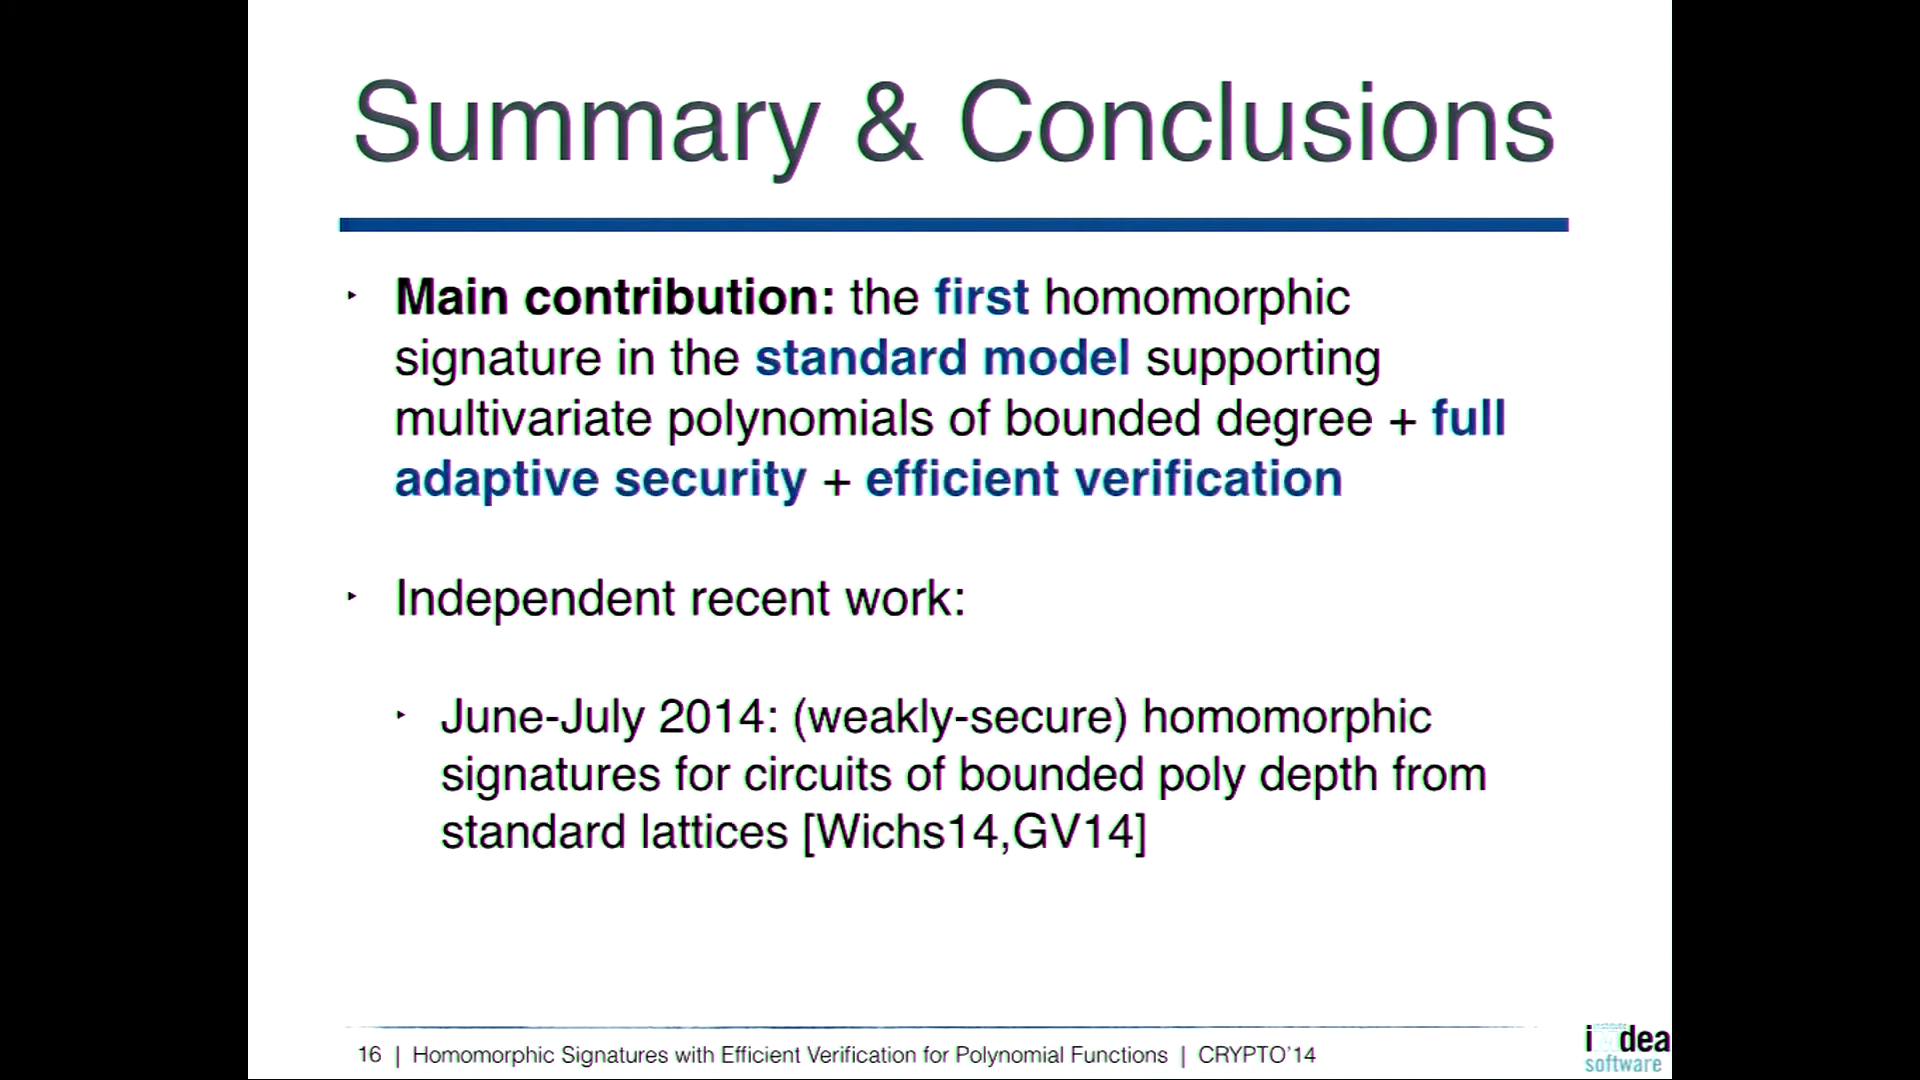 Summary & Conclusions
‣ Main contribution: the first homomorphic
signature in the standard model supporting
multivariate polynomials of bounded degree + full
adaptive security + efficient verification
‣ Independent recent work:
‣ June-July 2014: (weakly-secure) homomorphic
signatures for circuits of bounded poly depth from
standard lattices [Wichs14,GV14]
16 | Homomorphic Signatures with Efficient Verification for Polynomial Functions | CRYPTO'14
i dea
software